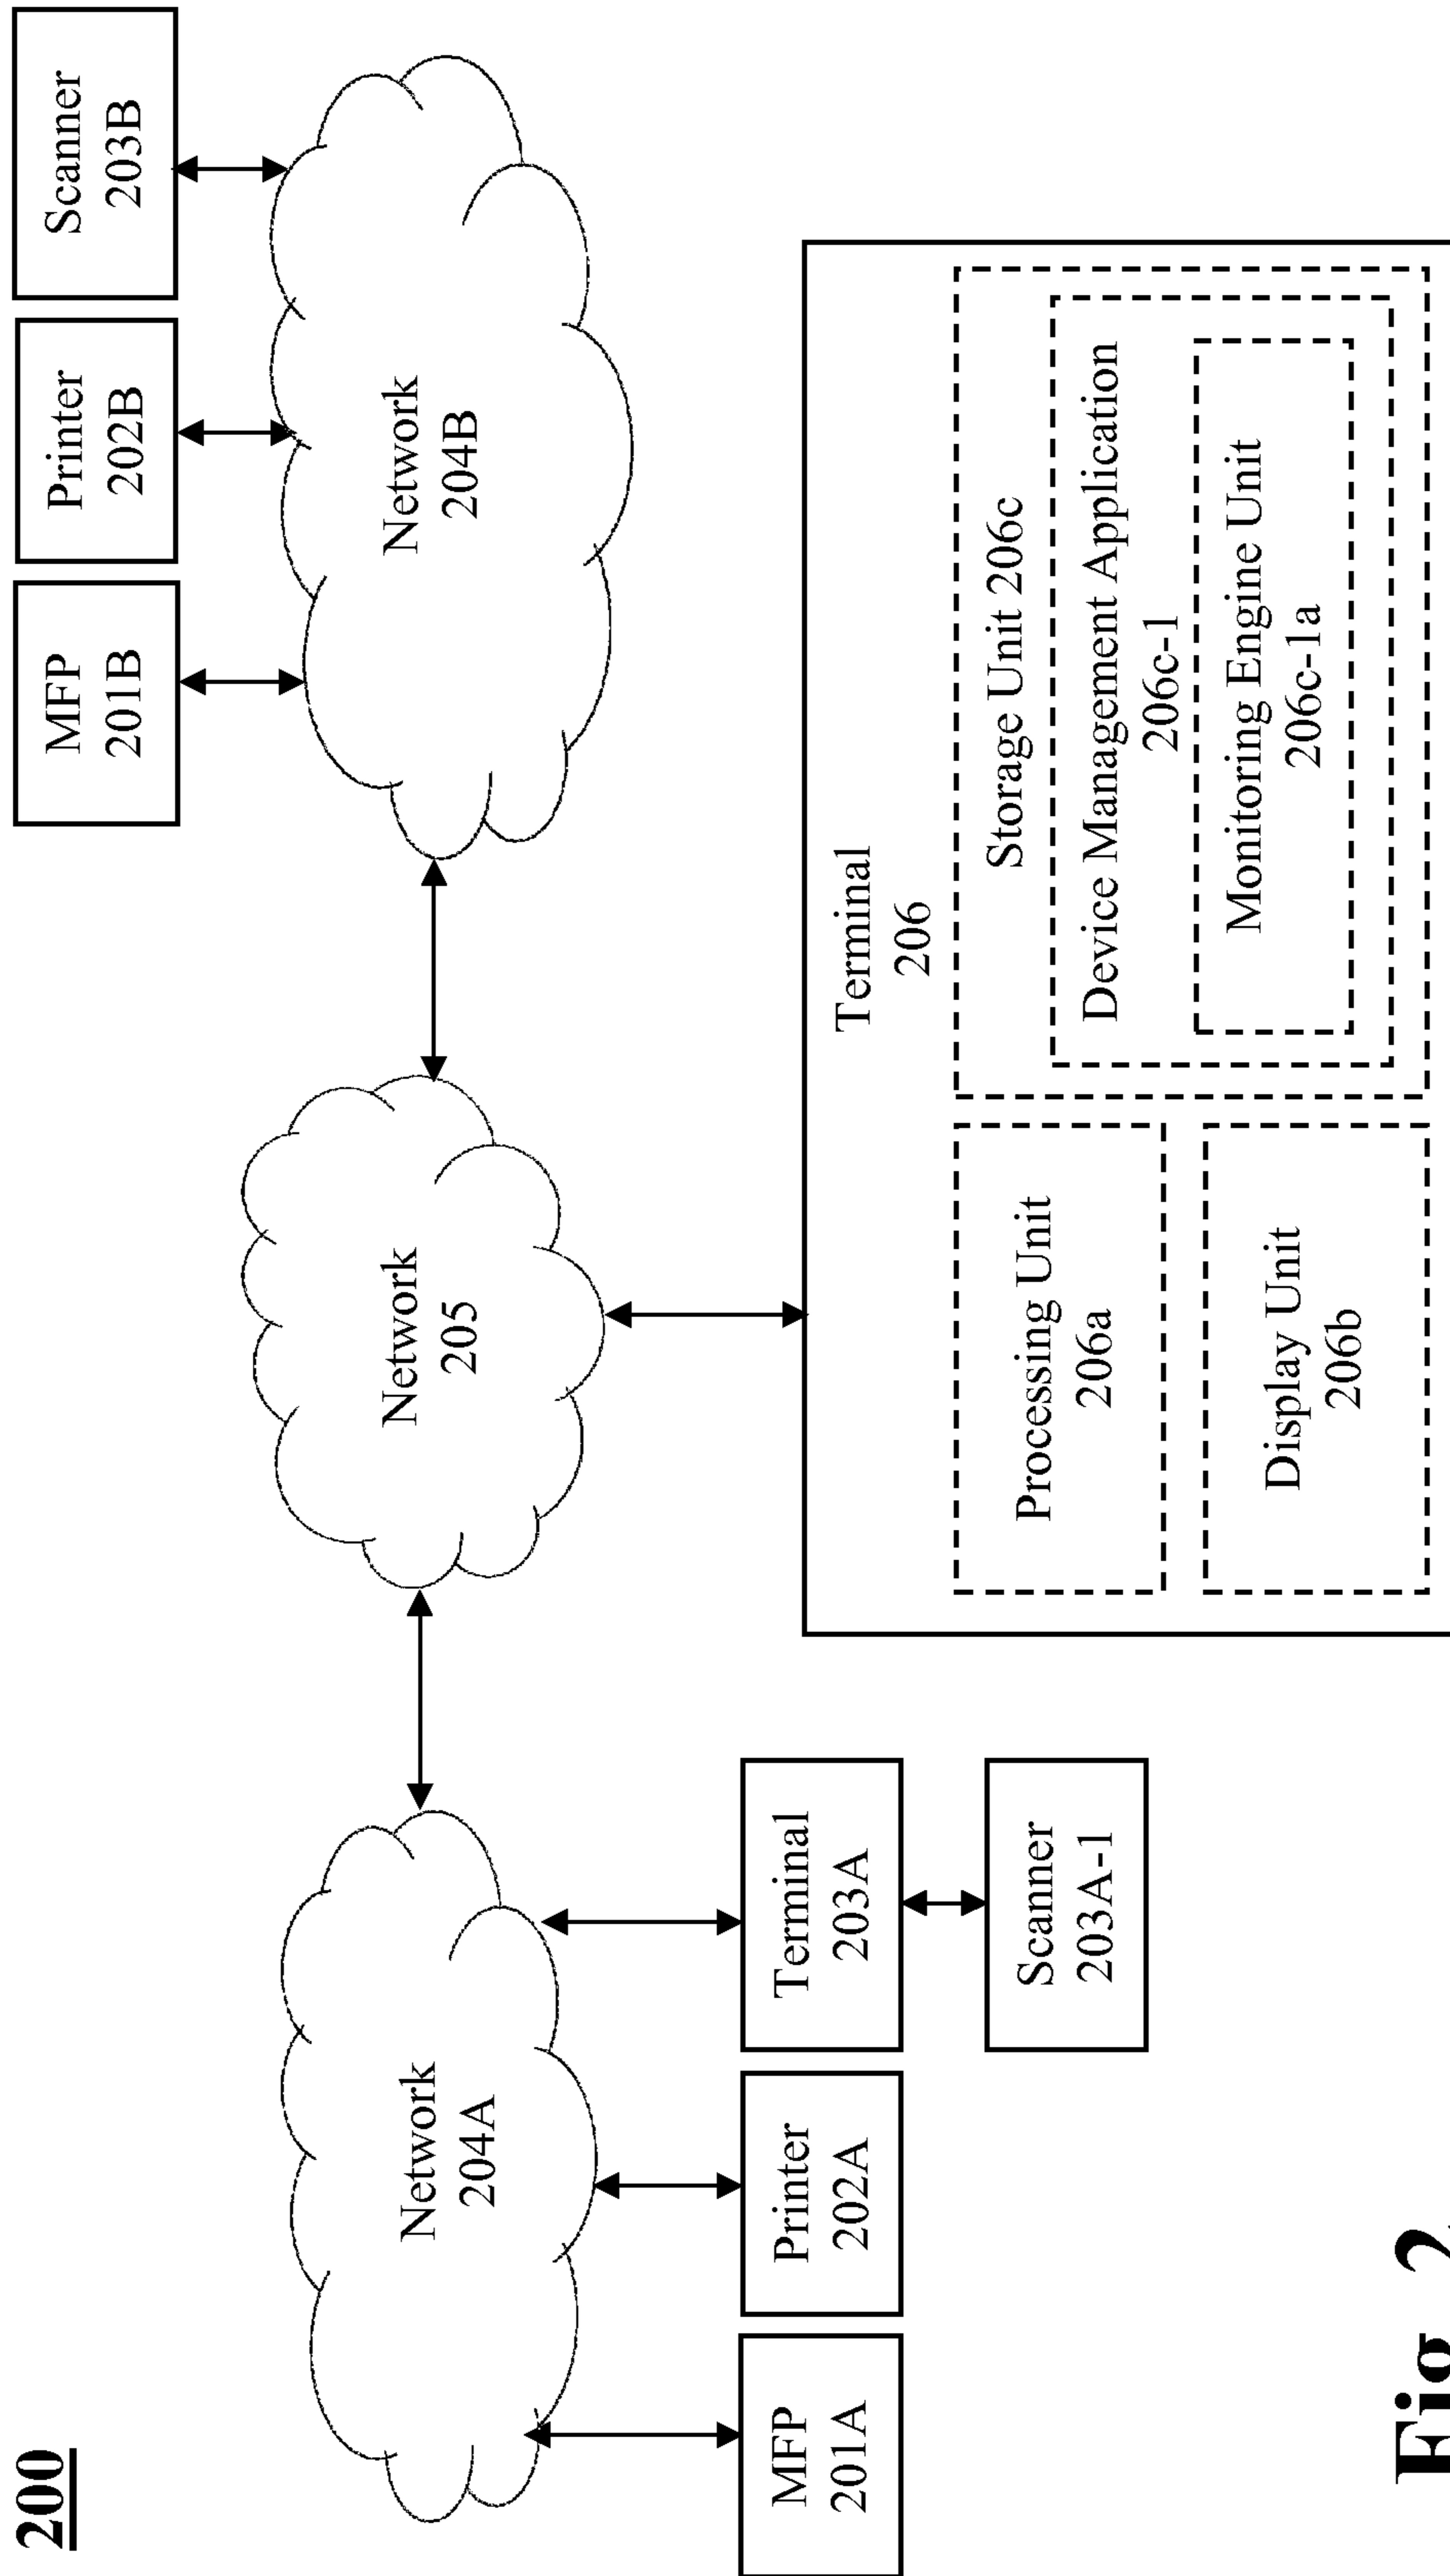 200
MFP
201B
Printer
202B
Scanner
203B
Network
204A
Network
205
Network
204B
MFP
201A
Printer
202A
Terminal
203A
Scanner
203A-1
Terminal
206
Processing Unit
206a
Display Unit
206b
Storage Unit 206c
Device Management Application
206c-1
Monitoring Engine Unit
206c-1a
Fig. 2